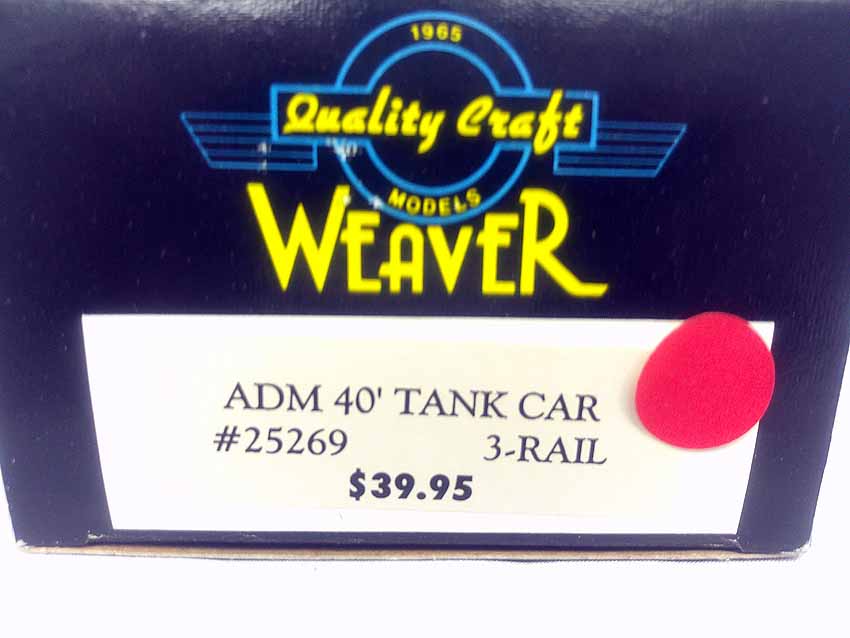 1965
Quality Craft
MODELS
WEAVER
ADM 40' TANK CAR
#25269 3-RAIL
$39.95